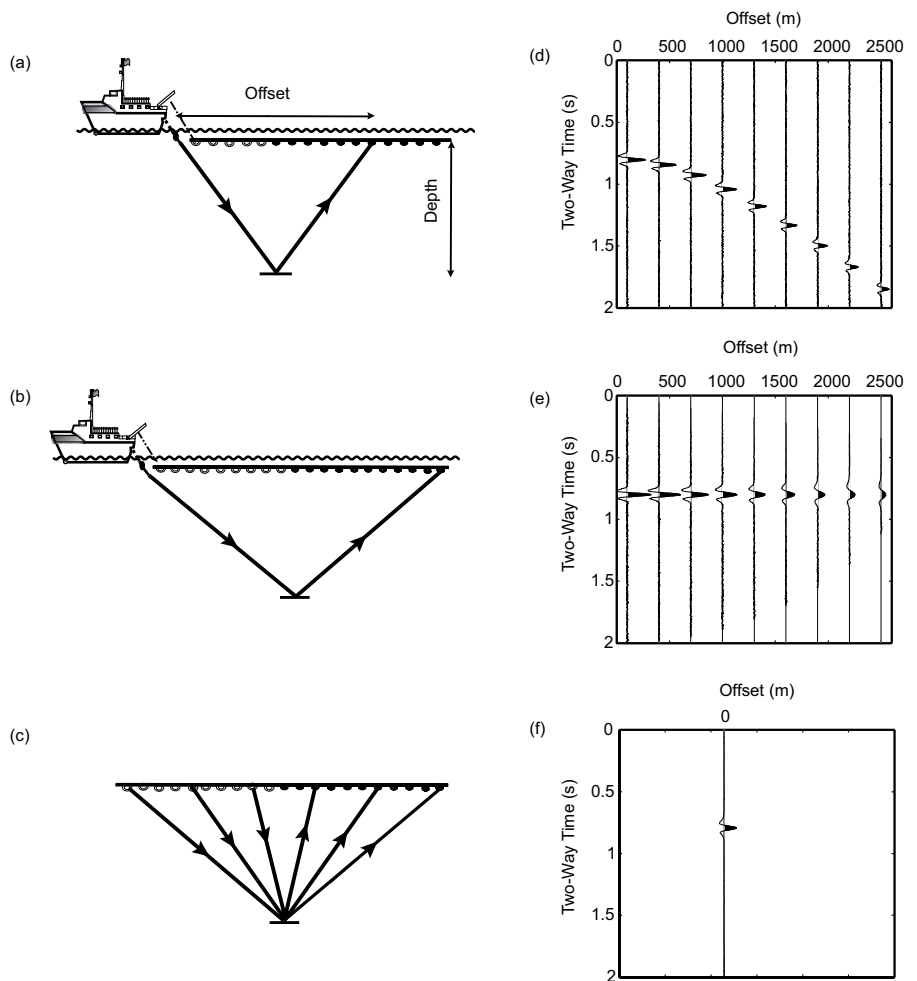 (a)
Offset
Depth
(b)
(c)
Offset (m)
(d)
0 500 1000 1500 2000 2500
0
0.5
1
1.5
2
Two-Way Time (s)
Offset (m)
(e)
0 500 1000 1500 2000 2500
0
0.5
1
1.5
2
Two-Way Time (s)
Offset (m)
(f)
0
0
0.5
1
1.5
2
Two-Way Time (s)